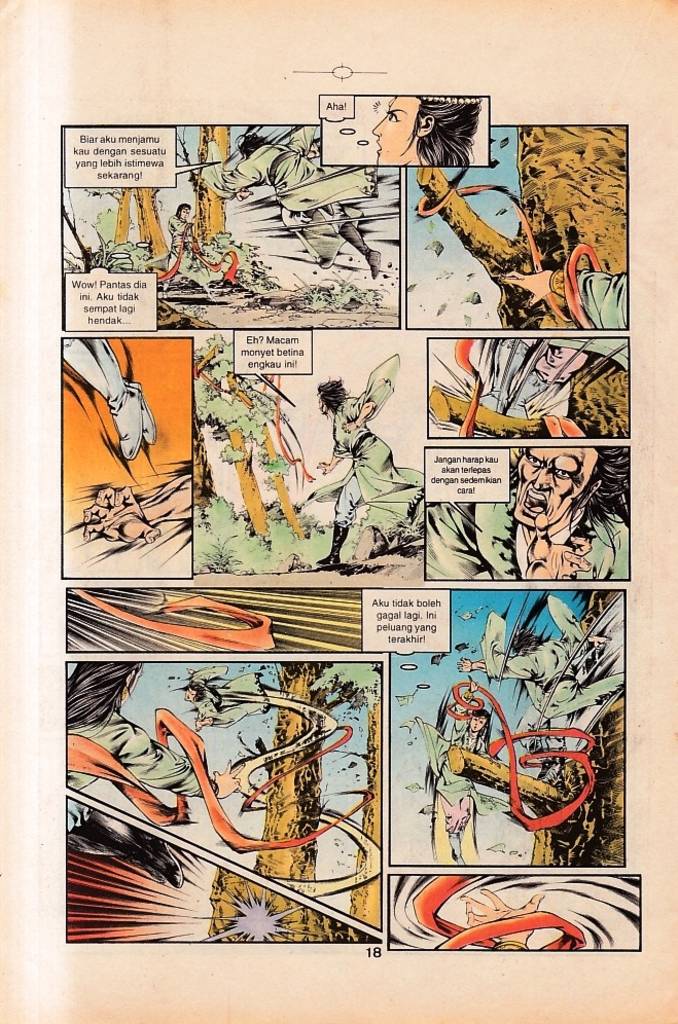 Aha!
Biar aku menjamu
kau dengan sesuatu
yang lebih istimewa
sekarang!
Wow! Pantas dia
ini. Aku tidak
sempat lagi
hendak...
Eh? Macam
monyet betina
engkau ini!
Jangan harap kau
akan terlepas
dengan sedemikian
cara!
Aku tidak boleh
gagal lagi. Ini
peluang yang
terakhir!
18